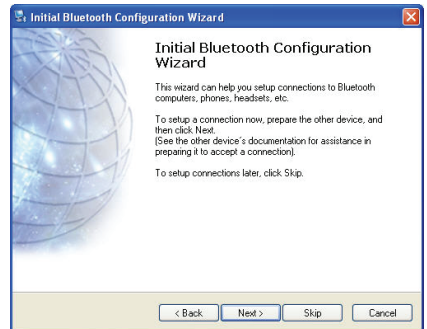 Initial Bluetooth Configuration Wizard
Initial Bluetooth Configuration
Wizard
This wizard can help you setup connections to Bluetooth
computers, phones, headsets, etc.
To setup a connection now, prepare the other device, and
then click Next.
(See the other device's documentation for assistance in
preparing it to accept a connection).
To setup connections later, click Skip.
< Back
Next >
Skip
Cancel